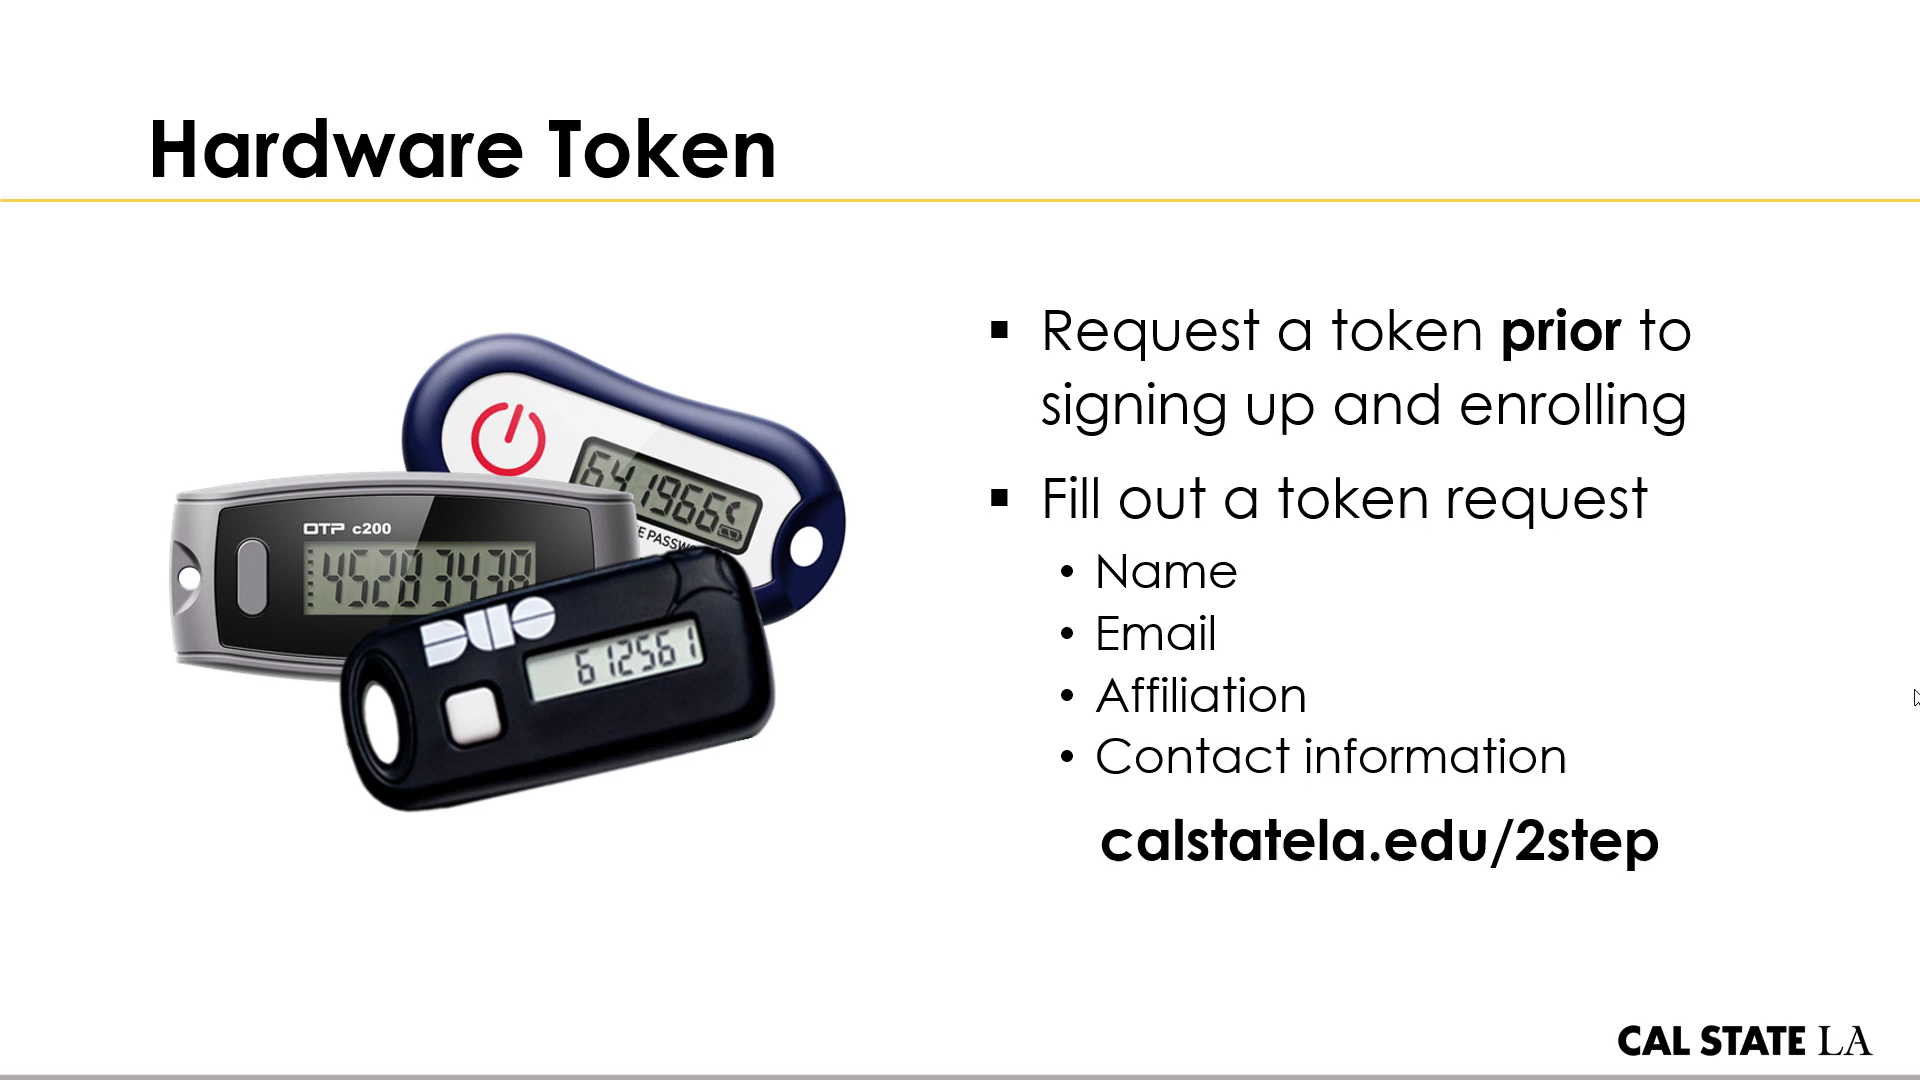 Hardware Token
641966
OTP c200
45283438
DUO
612561
▪ Request a token prior to
signing up and enrolling
▪ Fill out a token request
• Name
• Email
• Affiliation
• Contact information
calstatela.edu/2step
CAL STATE LA